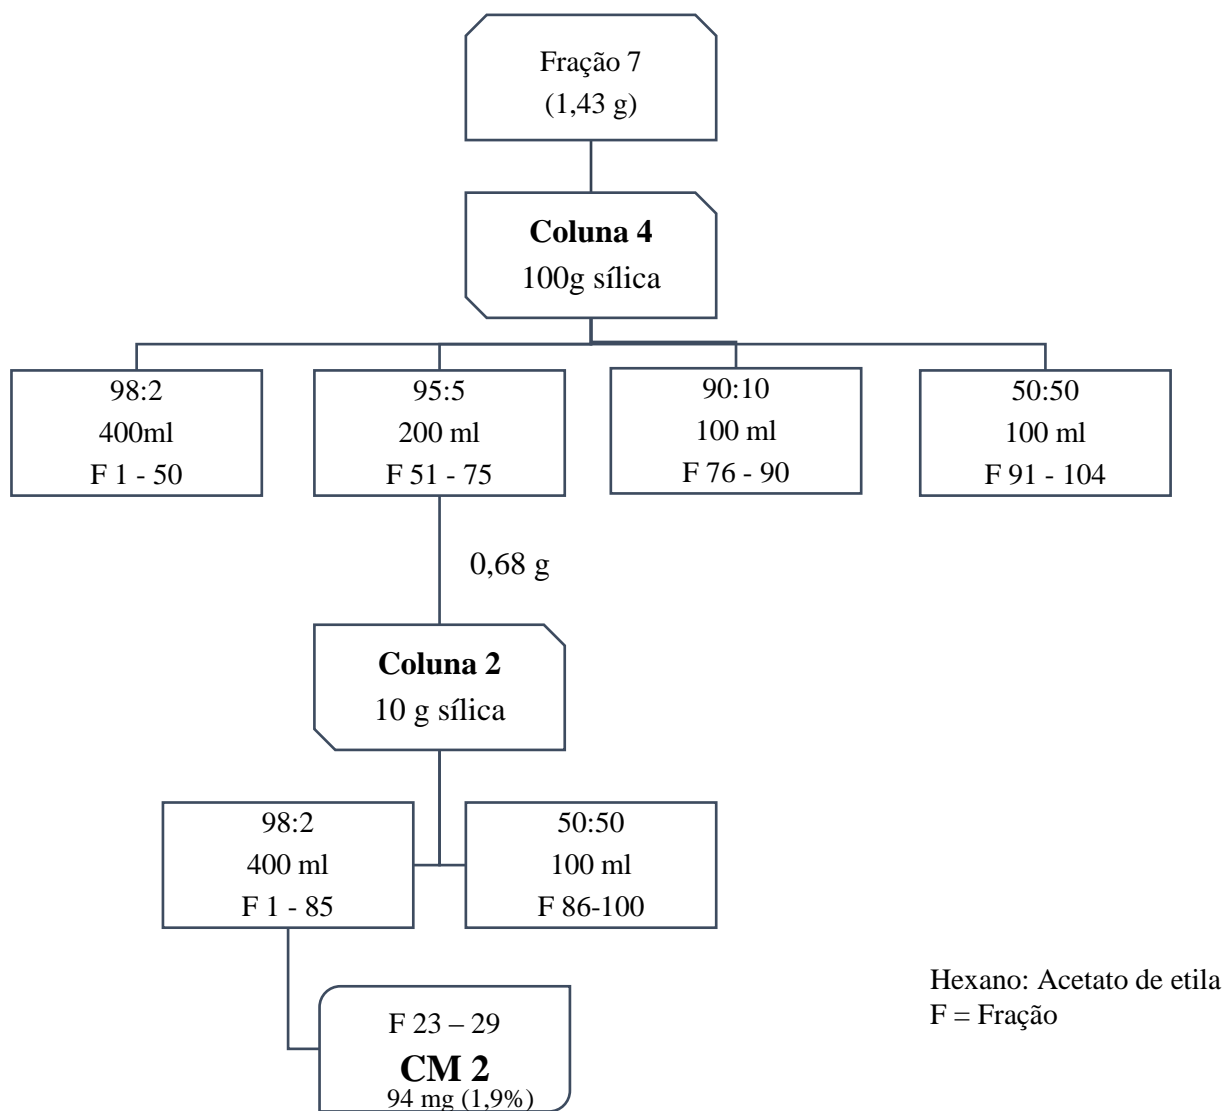 Fração 7
(1,43 g)
Coluna 4
100g sílica
98:2
400ml
F 1 - 50
95:5
200 ml
F 51 - 75
90:10
100 ml
F 76 - 90
50:50
100 ml
F 91 - 104
0,68 g
Coluna 2
10 g sílica
98:2
400 ml
F 1 - 85
50:50
100 ml
F 86-100
F 23 – 29
CM 2
94 mg (1,9%)
Hexano: Acetato de etila
F = Fração